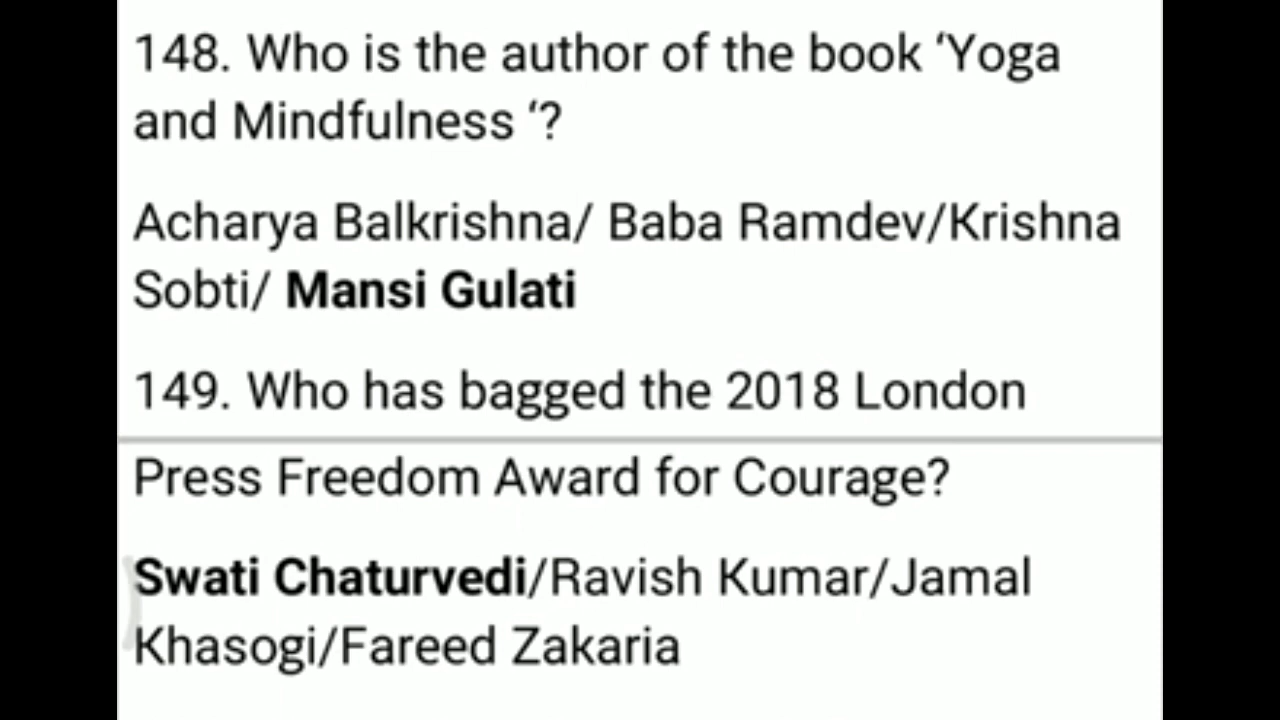 148. Who is the author of the book ‘Yoga
and Mindfulness ‘?
Acharya Balkrishna/ Baba Ramdev/Krishna
Sobti/ Mansi Gulati
149. Who has bagged the 2018 London
Press Freedom Award for Courage?
Swati Chaturvedi/Ravish Kumar/Jamal
Khasogi/Fareed Zakaria